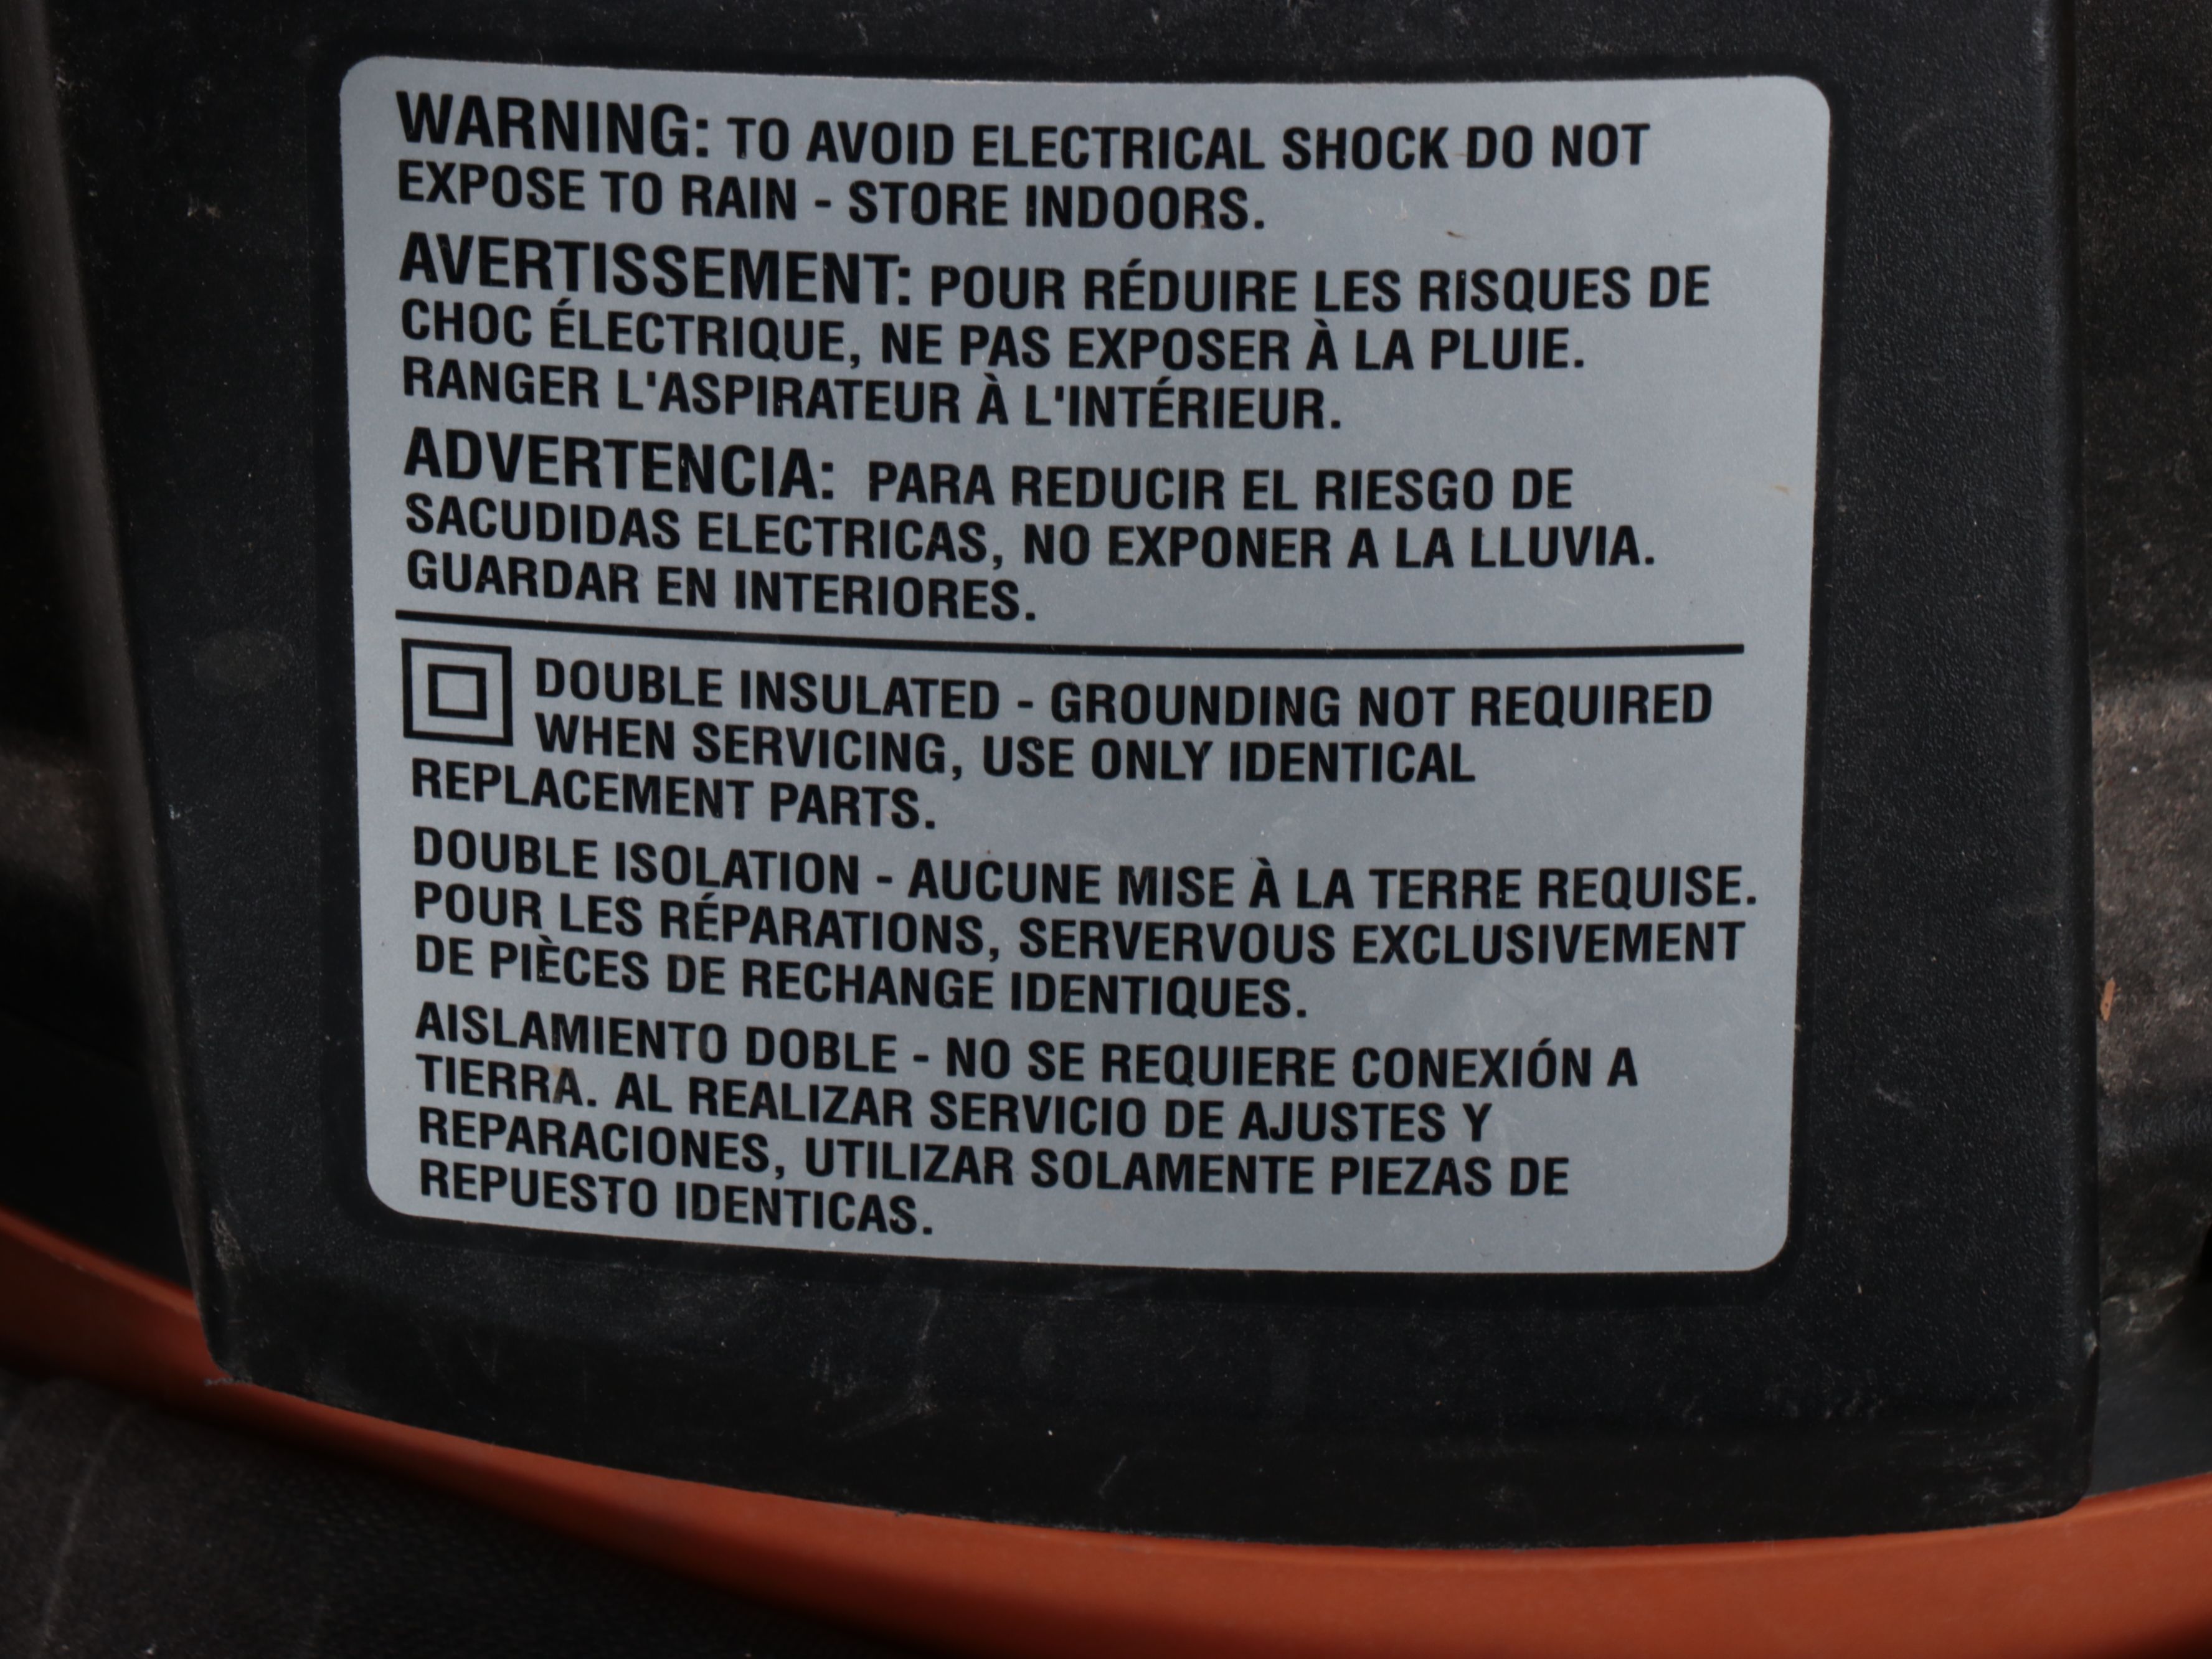 WARNING: TO AVOID ELECTRICAL SHOCK DO NOT
EXPOSE TO RAIN - STORE INDOORS.
AVERTISSEMENT: POUR RÉDUIRE LES RISQUES DE
CHOC ÉLECTRIQUE, NE PAS EXPOSER À LA PLUIE.
RANGER L'ASPIRATEUR À L'INTÉRIEUR.
ADVERTENCIA: PARA REDUCIR EL RIESGO DE
SACUDIDAS ELECTRICAS, NO EXPONER A LA LLUVIA.
GUARDAR EN INTERIORES.
DOUBLE INSULATED - GROUNDING NOT REQUIRED
WHEN SERVICING, USE ONLY IDENTICAL
REPLACEMENT PARTS.
DOUBLE ISOLATION - AUCUNE MISE À LA TERRE REQUISE.
POUR LES RÉPARATIONS, SERVERVOUS EXCLUSIVEMENT
DE PIÈCES DE RECHANGE IDENTIQUES.
AISLAMIENTO DOBLE - NO SE REQUIERE CONEXIÓN A
TIERRA. AL REALIZAR SERVICIO DE AJUSTES Y
REPARACIONES, UTILIZAR SOLAMENTE PIEZAS DE
REPUESTO IDENTICAS.